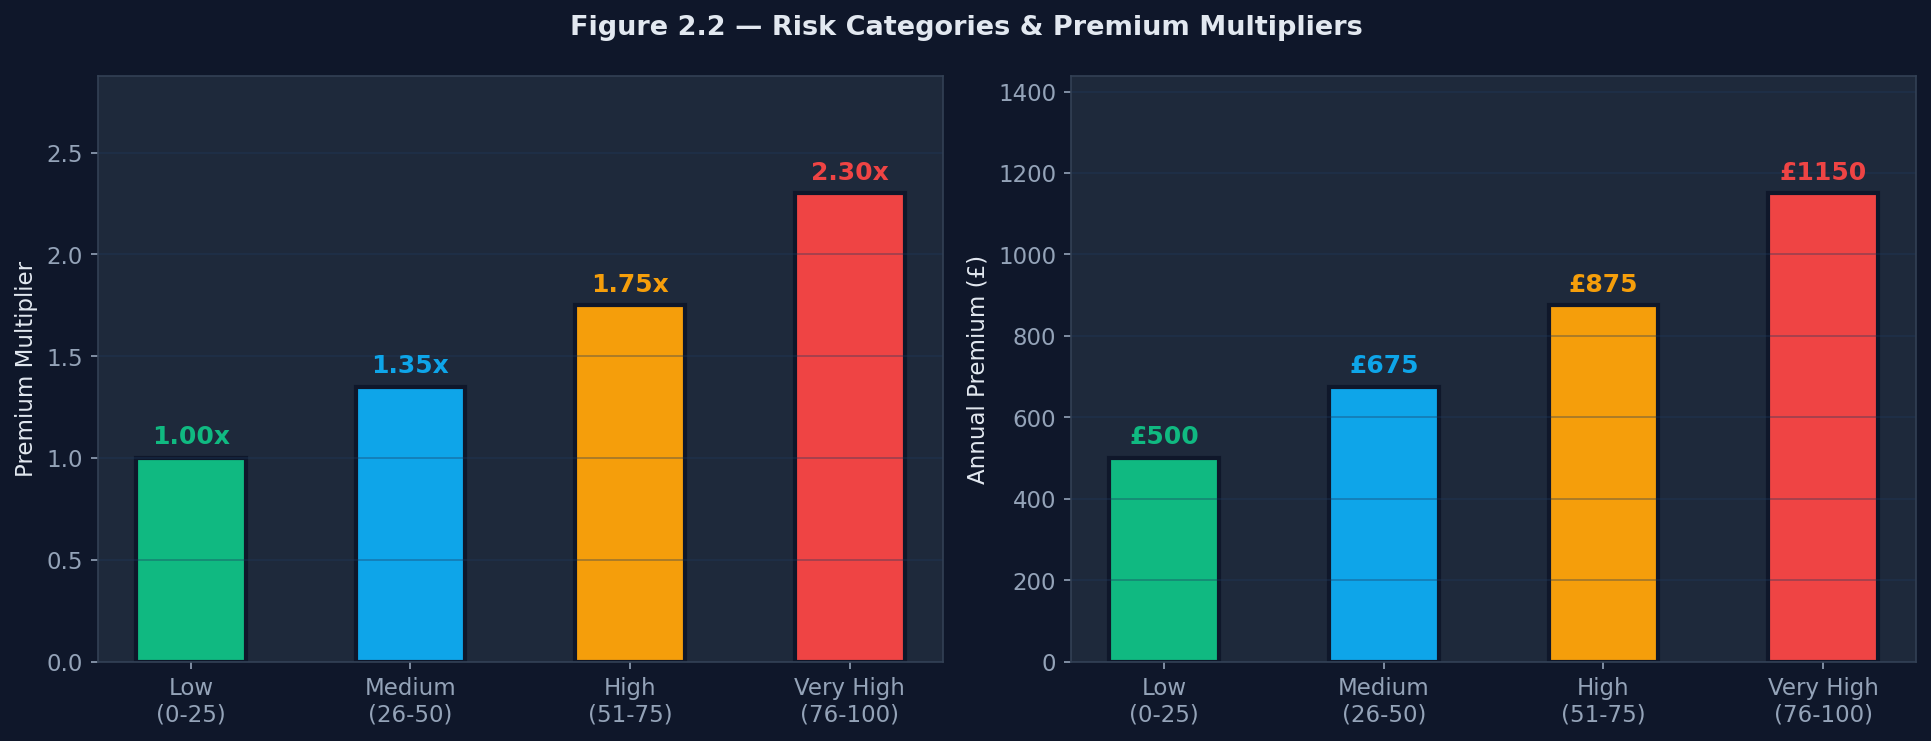 Figure 2.2 — Risk Categories & Premium Multipliers
Premium Multiplier
2.5
2.0
1.5
1.0
0.5
0.0
1.00x
1.35x
1.75x
2.30x
Low
(0-25)
Medium
(26-50)
High
(51-75)
Very High
(76-100)
Annual Premium (£)
1400
1200
1000
800
600
400
200
0
£500
£675
£875
£1150
Low
(0-25)
Medium
(26-50)
High
(51-75)
Very High
(76-100)